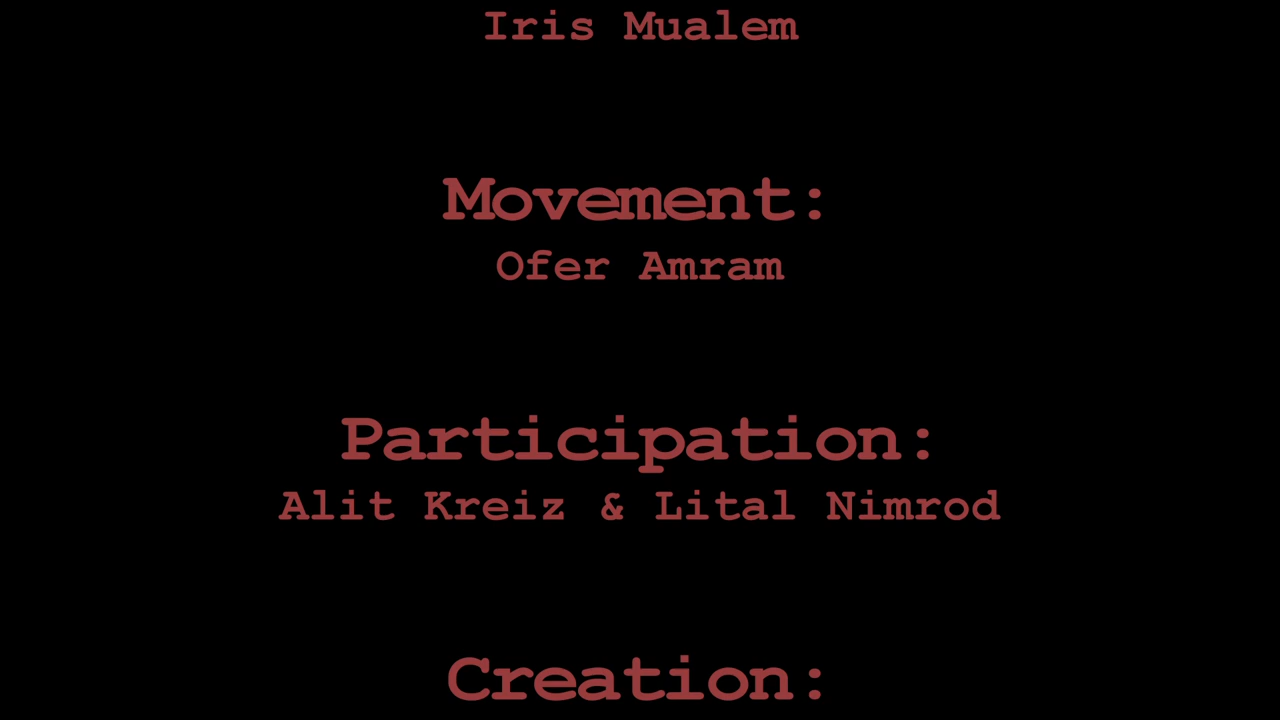 Iris Mualem
Movement:
Ofer Amram
Participation:
Alit Kreiz & Lital Nimrod
Creation: